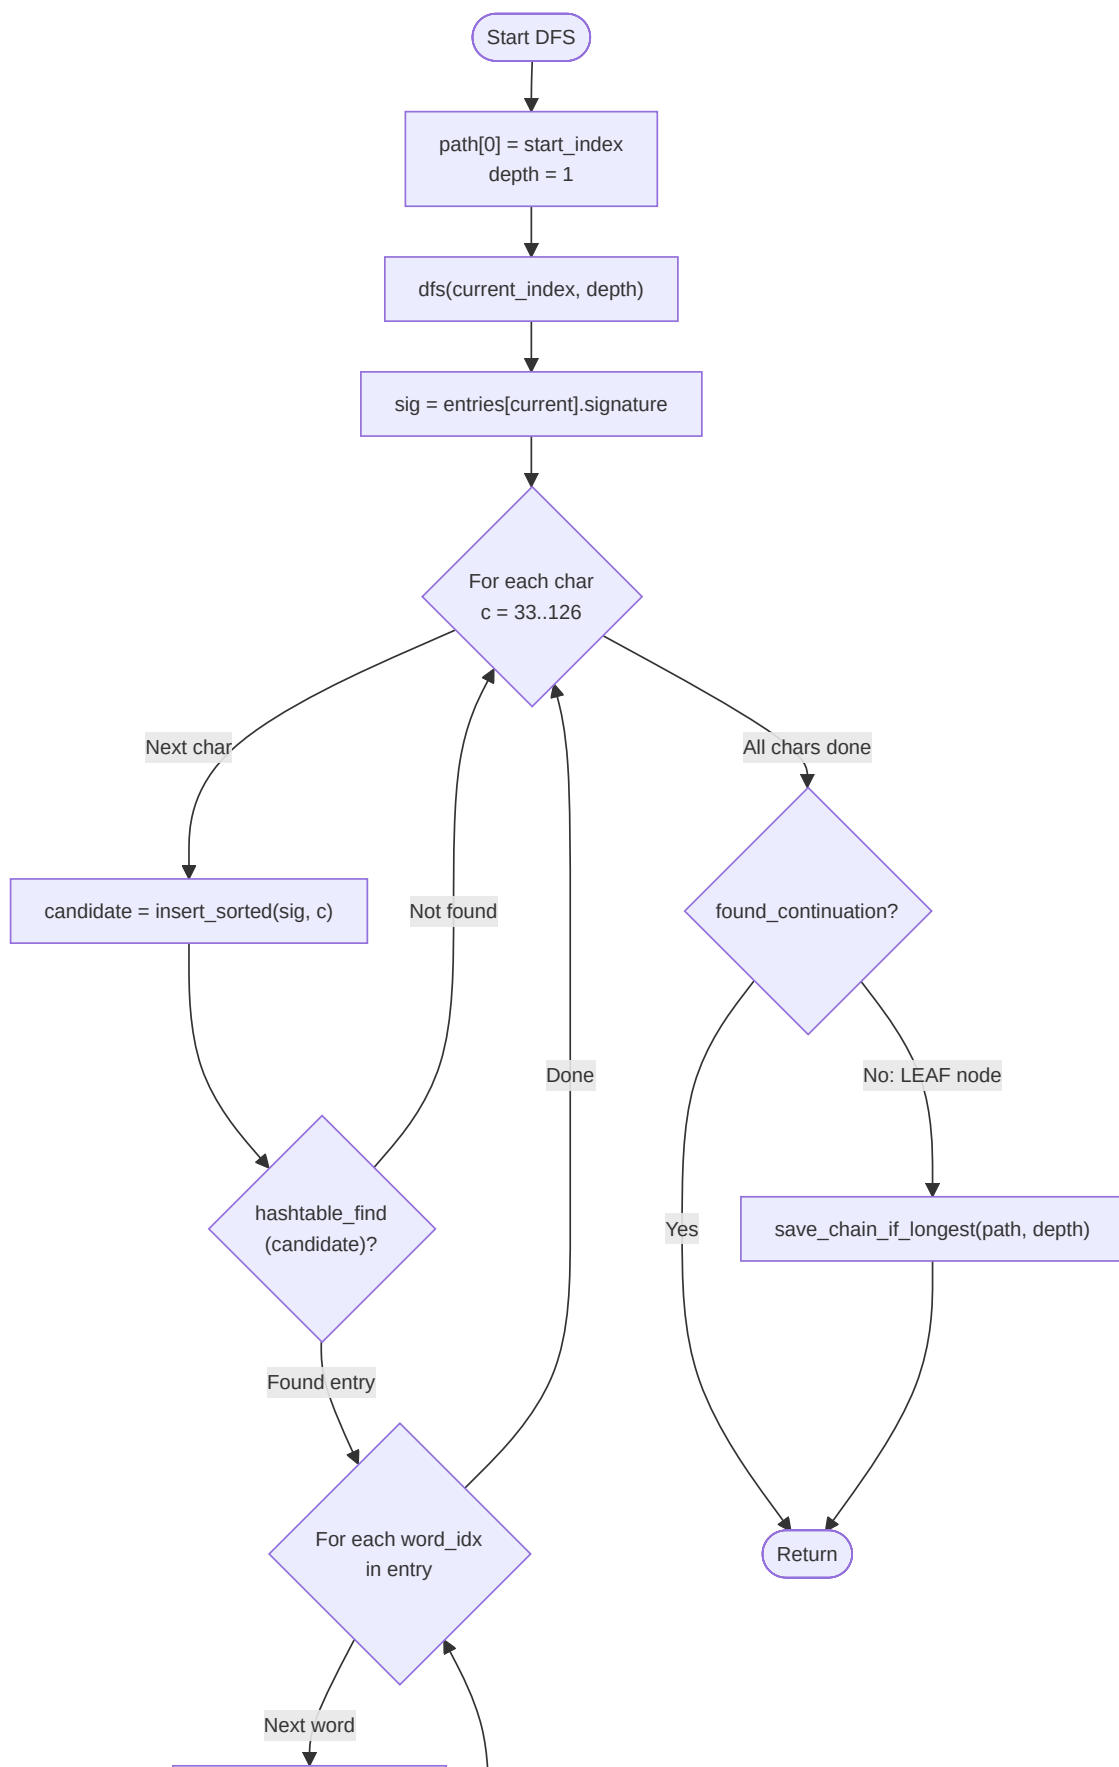 Start DFS
path[0] = start_index
depth = 1
dfs(current_index, depth)
sig = entries[current].signature
For each char
c = 33..126
Next char
All chars done
candidate = insert_sorted(sig, c)
Not found
found_continuation?
Done
No: LEAF node
hashtable_find
(candidate)?
Yes
save_chain_if_longest(path, depth)
Found entry
For each word_idx
in entry
Return
Next word